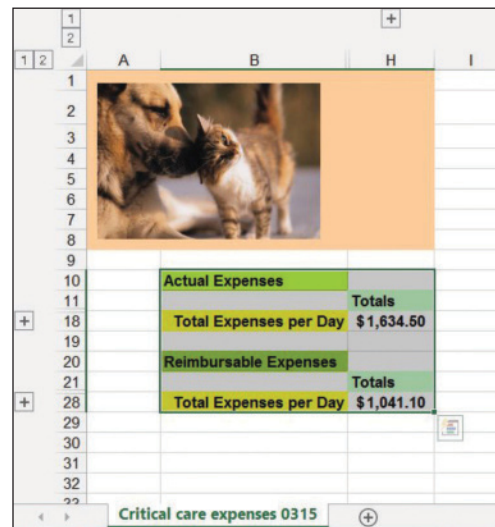 1
2
+
1 2 A B H I
1
2
3
4
5
6
7
8
9
10 Actual Expenses
11 Totals
+ 18 Total Expenses per Day $1,634.50
19
20 Reimbursable Expenses
21 Totals
+ 28 Total Expenses per Day $1,041.10
29
30
31
32
Critical care expenses 0315